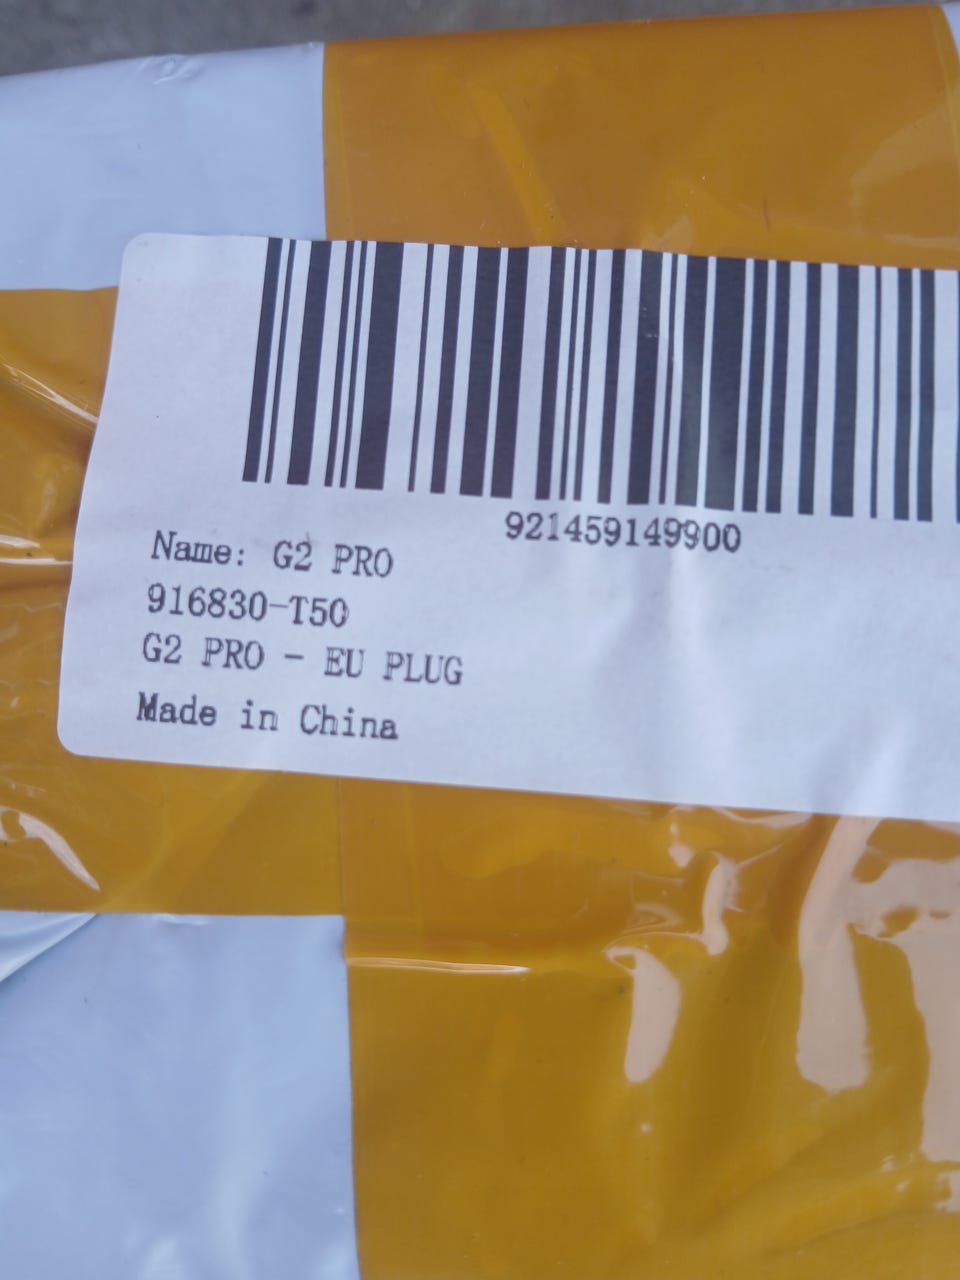 921459149900
Name: G2 PRO
916830-T50
G2 PRO - EU PLUG
Made in China